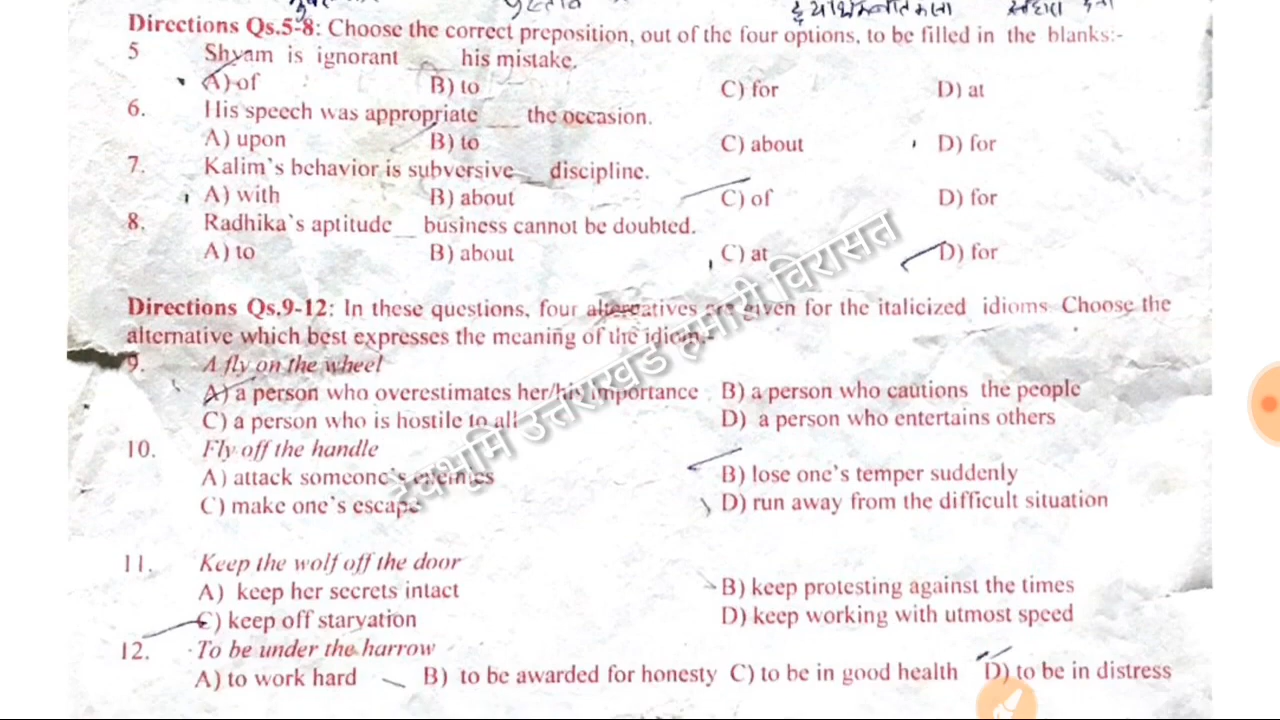 Directions Qs.5-8: Choose the correct preposition, out of the four options, to be filled in the blanks:-
5 Shyam is ignorant __ his mistake.
A) of B) to C) for D) at
6. His speech was appropriate __ the occasion.
A) upon B) to C) about D) for
7. Kalim's behavior is subversive __ discipline.
A) with B) about C) of D) for
8. Radhika's aptitude __ business cannot be doubted.
A) to B) about C) at D) for
Directions Qs.9-12: In these questions, four alternatives are given for the italicized idioms Choose the
alternative which best expresses the meaning of the idiom.-
9. A fly on the wheel
A) a person who overestimates her/his importance B) a person who cautions the people
C) a person who is hostile to all D) a person who entertains others
10. Fly off the handle
A) attack someone's enemies B) lose one's temper suddenly
C) make one's escape D) run away from the difficult situation
11. Keep the wolf off the door
A) keep her secrets intact B) keep protesting against the times
C) keep off starvation D) keep working with utmost speed
12. To be under the harrow
A) to work hard B) to be awarded for honesty C) to be in good health D) to be in distress
देवभूमि उत्तराखंड हमारी विरासत